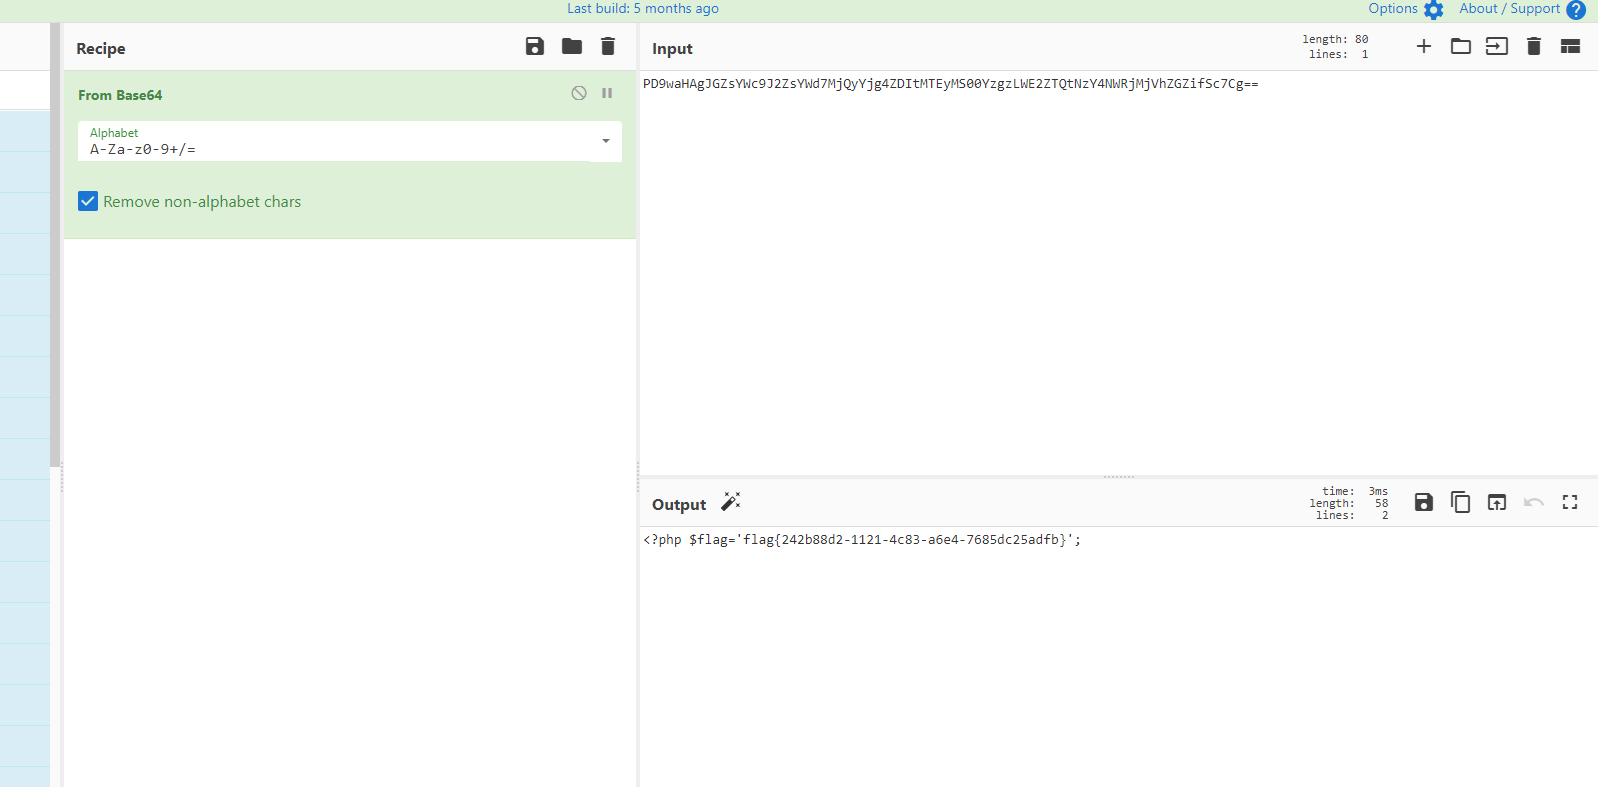 Last build: 5 months ago
Options
About / Support
Recipe
From Base64
Alphabet
A-Za-z0-9+/=
Remove non-alphabet chars
Input
length: 80
lines: 1
PD9waHAgJGZsYWc9J2ZsYWd7MjQyYjg4ZDItMTEyMS00YzgzLWE2ZTQtNzY4NWRjMjVhZGZifSc7Cg==
Output
time: 3ms
length: 58
lines: 2
<?php $flag='flag{242b88d2-1121-4c83-a6e4-7685dc25adfb}';